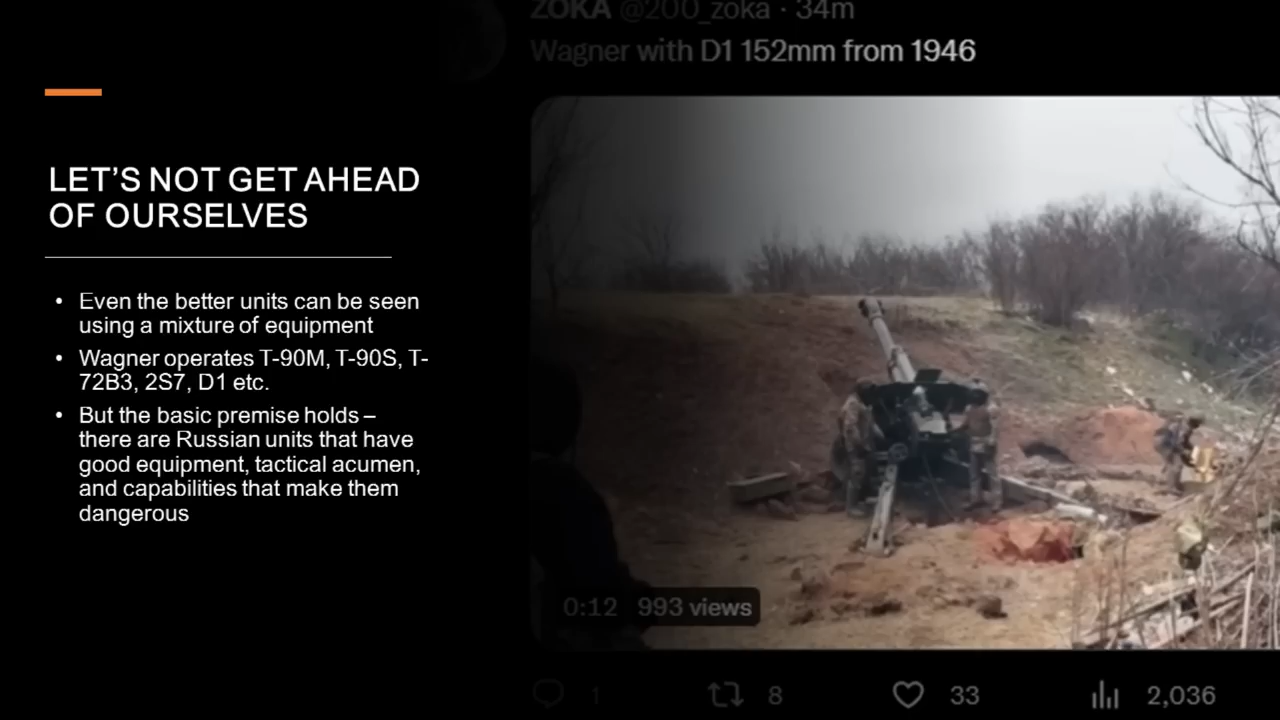 ZOKA @200_zoka · 34m
Wagner with D1 152mm from 1946
LET’S NOT GET AHEAD
OF OURSELVES
• Even the better units can be seen
using a mixture of equipment
• Wagner operates T-90M, T-90S, T-
72B3, 2S7, D1 etc.
• But the basic premise holds –
there are Russian units that have
good equipment, tactical acumen,
and capabilities that make them
dangerous
0:12 993 views
1 8 33 2,036